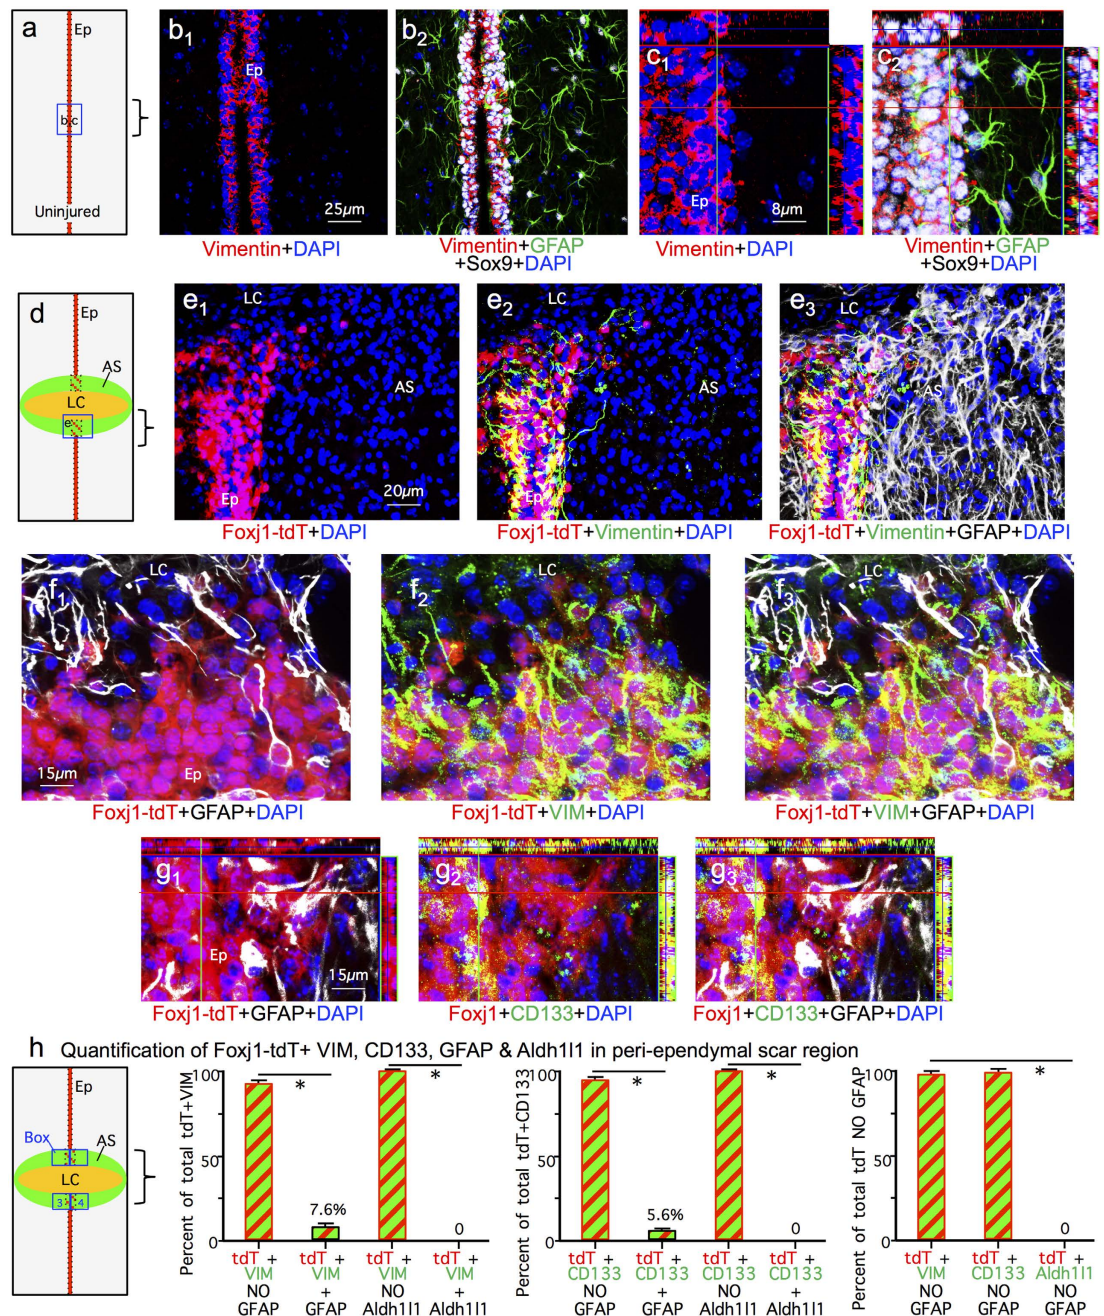 a
Ep
b c
Uninjured
b1
Ep
25µm
Vimentin+DAPI
b2
Vimentin+GFAP
+Sox9+DAPI
c1
Ep
8µm
Vimentin+DAPI
c2
Vimentin+GFAP
+Sox9+DAPI
d
Ep
AS
LC
e
e1
LC
AS
Ep
20µm
Foxj1-tdT+DAPI
e2
LC
AS
Ep
Foxj1-tdT+Vimentin+DAPI
e3
LC
AS
Foxj1-tdT+Vimentin+GFAP+DAPI
f1
LC
15µm
Ep
Foxj1-tdT+GFAP+DAPI
f2
LC
Foxj1-tdT+VIM+DAPI
f3
LC
Foxj1-tdT+VIM+GFAP+DAPI
g1
Ep
15µm
Foxj1-tdT+GFAP+DAPI
g2
Foxj1+CD133+DAPI
g3
Foxj1+CD133+GFAP+DAPI
h Quantification of Foxj1-tdT+ VIM, CD133, GFAP & Aldh1l1 in peri-ependymal scar region
Ep
Box
AS
LC
3 4
Percent of total tdT+VIM
100
50
0
*
*
7.6%
0
tdT + VIM NO GFAP
tdT + VIM + GFAP
tdT + VIM NO Aldh1l1
tdT + VIM + Aldh1l1
Percent of total tdT+CD133
100
50
0
*
*
5.6%
0
tdT + CD133 NO GFAP
tdT + CD133 + GFAP
tdT + CD133 NO Aldh1l1
tdT + CD133 + Aldh1l1
Percent of total tdT NO GFAP
100
50
0
*
0
tdT + VIM NO GFAP
tdT + CD133 NO GFAP
tdT + Aldh1l1 NO GFAP